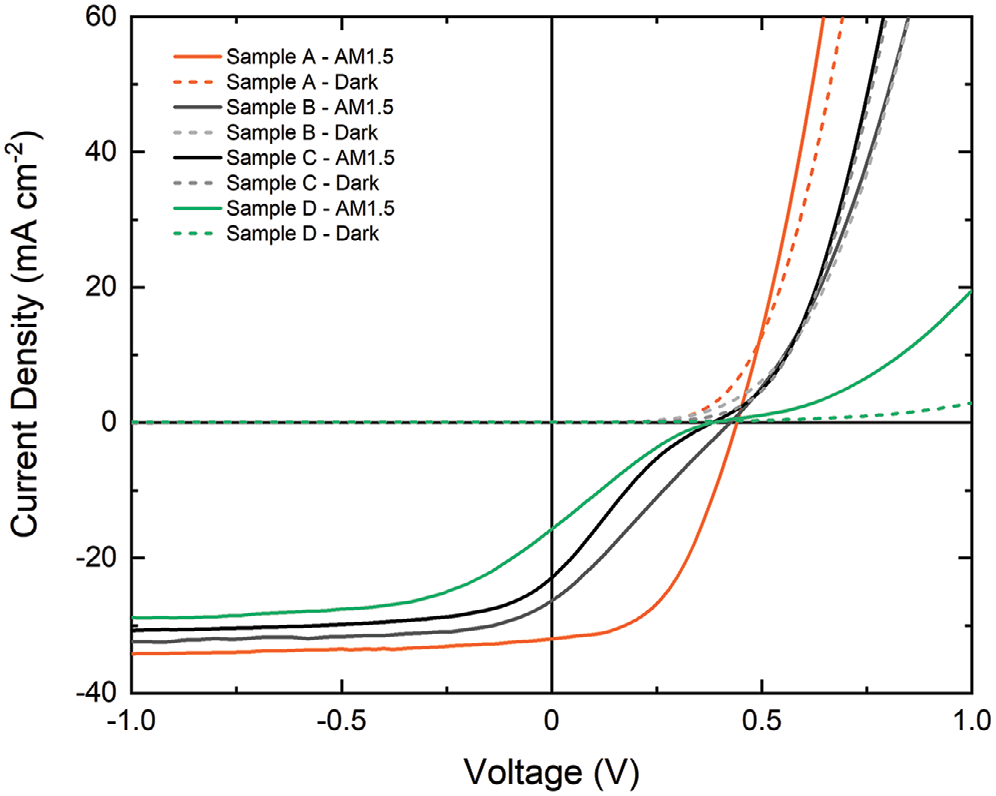 60
40
20
0
-20
-40
Current Density (mA cm-2)
Sample A - AM1.5
Sample A - Dark
Sample B - AM1.5
Sample B - Dark
Sample C - AM1.5
Sample C - Dark
Sample D - AM1.5
Sample D - Dark
-1.0 -0.5 0 0.5 1.0
Voltage (V)